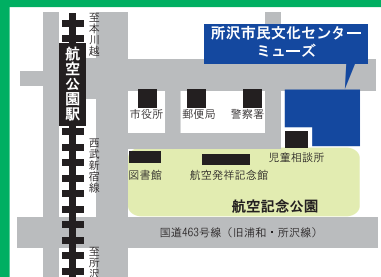 至本川越
所沢市民文化センター
ミューズ
航空公園駅
市役所
郵便局
警察署
西武新宿線
児童相談所
図書館
航空発祥記念館
航空記念公園
国道463号線（旧浦和・所沢線）
至所沢